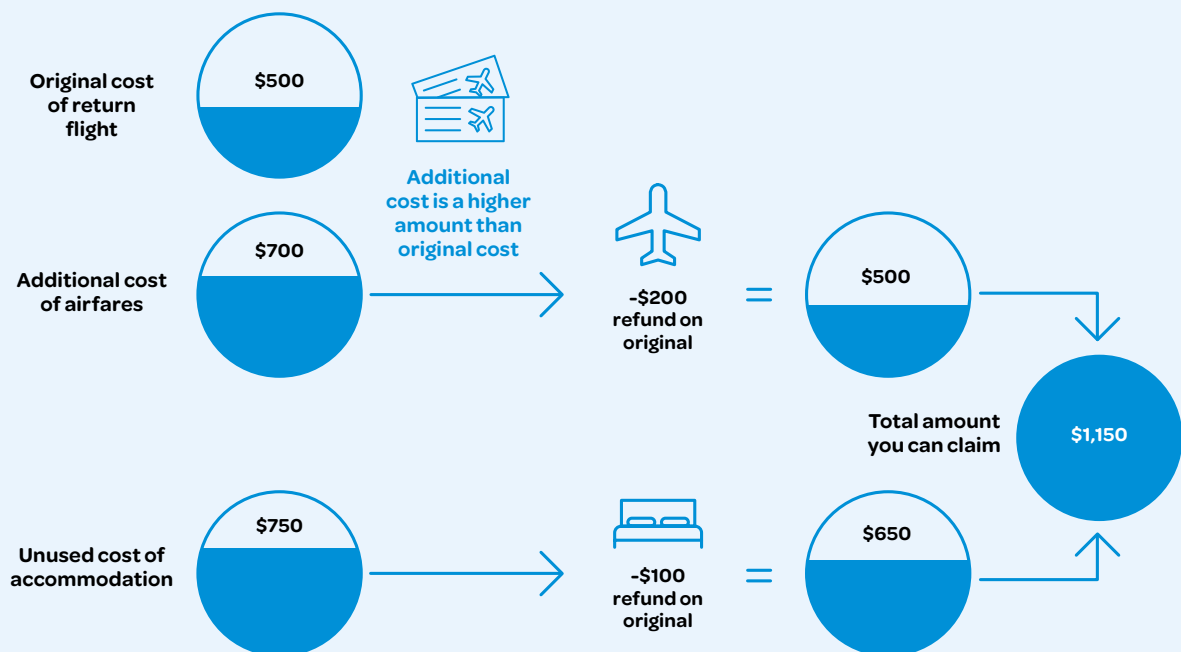 Original cost
of return
flight
$500
Additional
cost is a higher
amount than
original cost
Additional cost
of airfares
$700
-$200
refund on
original
=
$500
Total amount
you can claim
$1,150
Unused cost of
accommodation
$750
-$100
refund on
original
=
$650